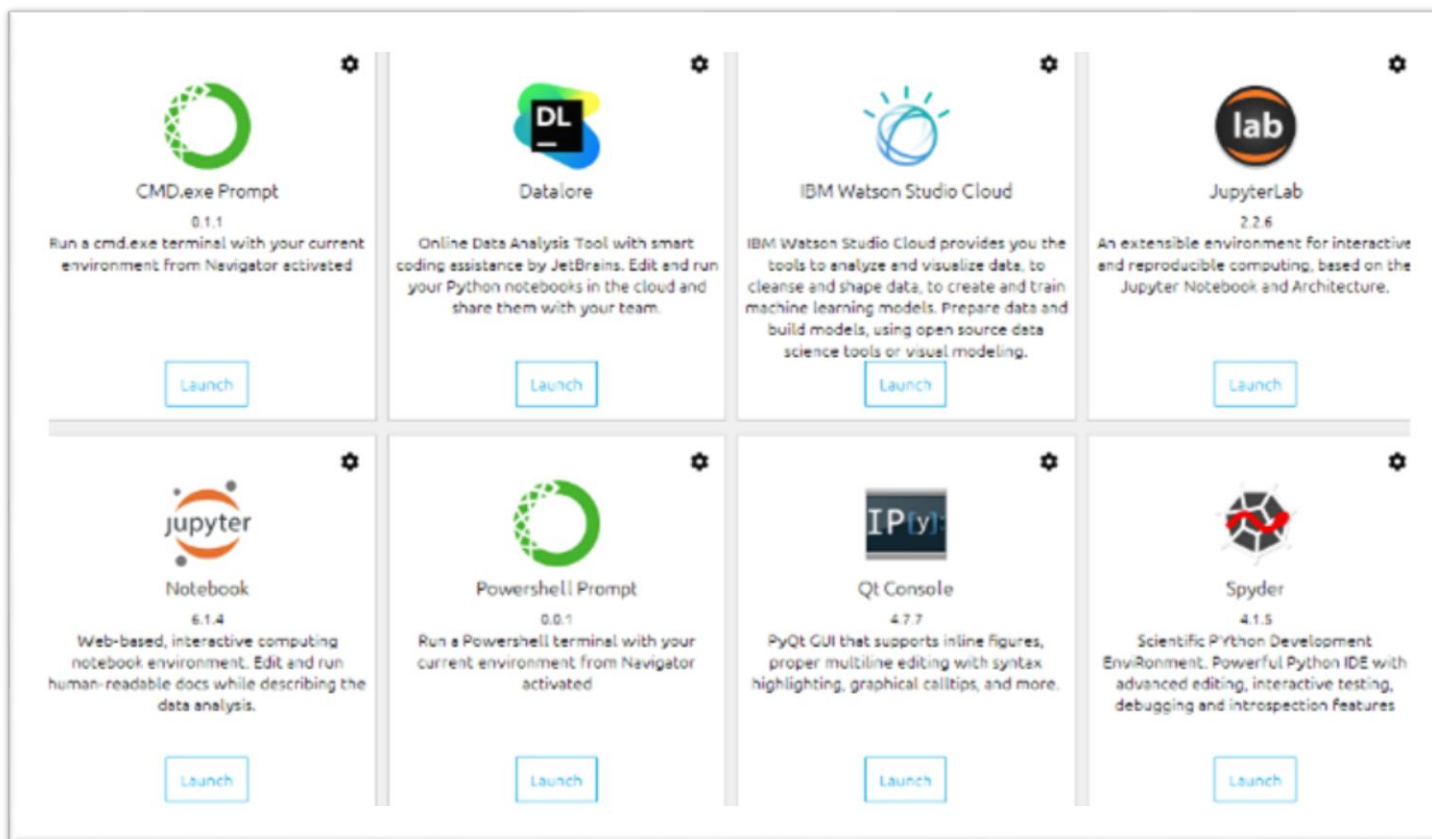 DL
CMD.exe Prompt
0.1.1
Run a cmd.exe terminal with your current
environment from Navigator activated
Launch
Datalore
Online Data Analysis Tool with smart
coding assistance by JetBrains. Edit and run
your Python notebooks in the cloud and
share them with your team.
Launch
IBM Watson Studio Cloud
IBM Watson Studio Cloud provides you the
tools to analyze and visualize data, to
cleanse and shape data, to create and train
machine learning models. Prepare data and
build models, using open source data
science tools or visual modeling.
Launch
lab
JupyterLab
2.2.6
An extensible environment for interactive
and reproducible computing, based on the
Jupyter Notebook and Architecture.
Launch
jupyter
Notebook
6.1.4
Web-based, interactive computing
notebook environment. Edit and run
human-readable docs while describing the
data analysis.
Launch
Powershell Prompt
0.0.1
Run a Powershell terminal with your
current environment from Navigator
activated
Launch
IP[y]:
Qt Console
4.7.7
PyQt GUI that supports inline figures,
proper multiline editing with syntax
highlighting, graphical calltips, and more.
Launch
Spyder
4.1.5
Scientific PYthon Development
EnviRonment. Powerful Python IDE with
advanced editing, interactive testing,
debugging and introspection features
Launch